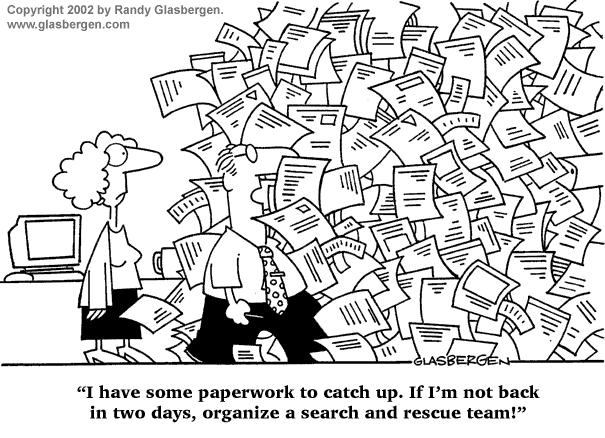 Copyright 2002 by Randy Glasbergen.
www.glasbergen.com
GLASBERGEN
“I have some paperwork to catch up. If I’m not back
in two days, organize a search and rescue team!”